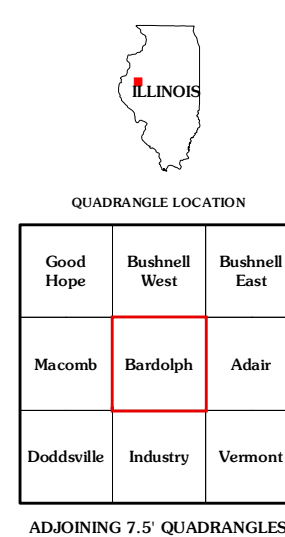 ILLINOIS
QUADRANGLE LOCATION
Good Bushnell Bushnell
Hope West East
Macomb Bardolph Adair
Doddsville Industry Vermont
ADJOINING 7.5' QUADRANGLES